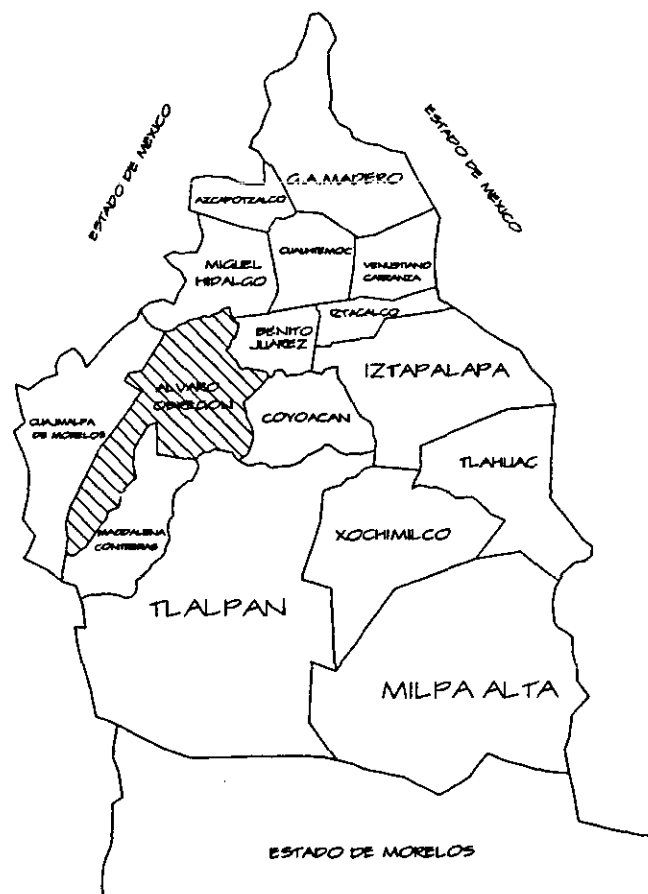 ESTADO DE MEXICO
ESTADO DE MEXICO
G.A.MADERO
AZCAPOTZALCO
CUAUHTEMOC
MIGUEL
HIDALGO
VENUSTIANO
CARRANZA
IZTACALCO
BENITO
JUAREZ
IZTAPALAPA
ALVARO
OBREGON
COYOACAN
CUAJIMALPA
DE MORELOS
TLAHUAC
MAGDALENA
CONTRERAS
XOCHIMILCO
TLALPAN
MILPA ALTA
ESTADO DE MORELOS